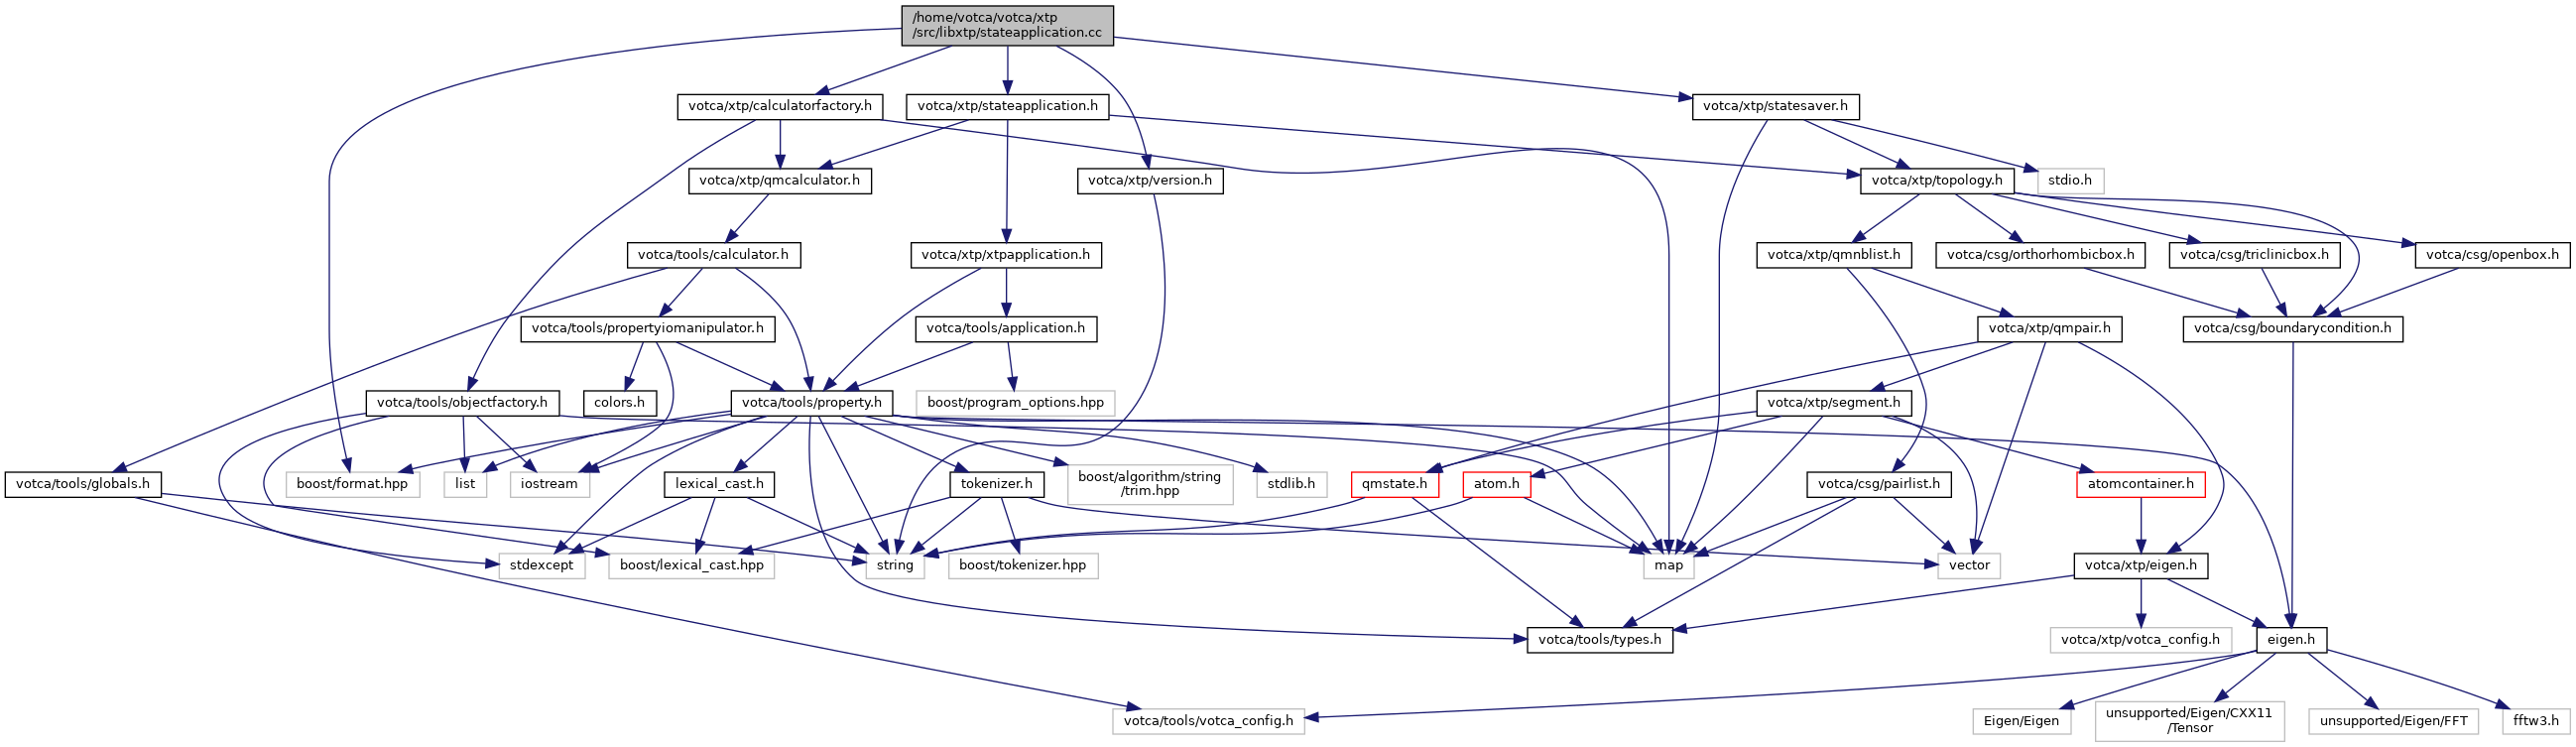 /home/votca/votca/xtp
/src/libxtp/stateapplication.cc
votca/xtp/calculatorfactory.h
votca/xtp/stateapplication.h
votca/xtp/statesaver.h
votca/xtp/qmcalculator.h
votca/xtp/version.h
votca/xtp/topology.h
stdio.h
votca/tools/calculator.h
votca/xtp/xtpapplication.h
votca/xtp/qmnblist.h
votca/csg/orthorhombicbox.h
votca/csg/triclinicbox.h
votca/csg/openbox.h
votca/tools/propertyiomanipulator.h
votca/tools/application.h
votca/xtp/qmpair.h
votca/csg/boundarycondition.h
votca/tools/objectfactory.h
colors.h
votca/tools/property.h
boost/program_options.hpp
votca/xtp/segment.h
votca/tools/globals.h
boost/format.hpp
list
iostream
lexical_cast.h
tokenizer.h
boost/algorithm/string
/trim.hpp
stdlib.h
qmstate.h
atom.h
votca/csg/pairlist.h
atomcontainer.h
stdexcept
boost/lexical_cast.hpp
string
boost/tokenizer.hpp
map
vector
votca/xtp/eigen.h
votca/tools/types.h
votca/xtp/votca_config.h
eigen.h
votca/tools/votca_config.h
Eigen/Eigen
unsupported/Eigen/CXX11
/Tensor
unsupported/Eigen/FFT
fftw3.h